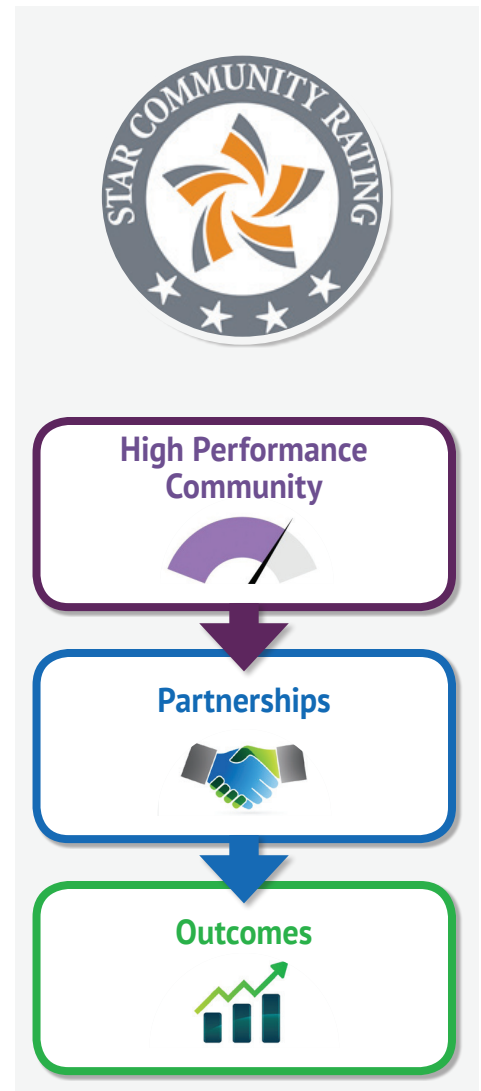 STAR COMMUNITY RATING
High Performance
Community
Partnerships
Outcomes